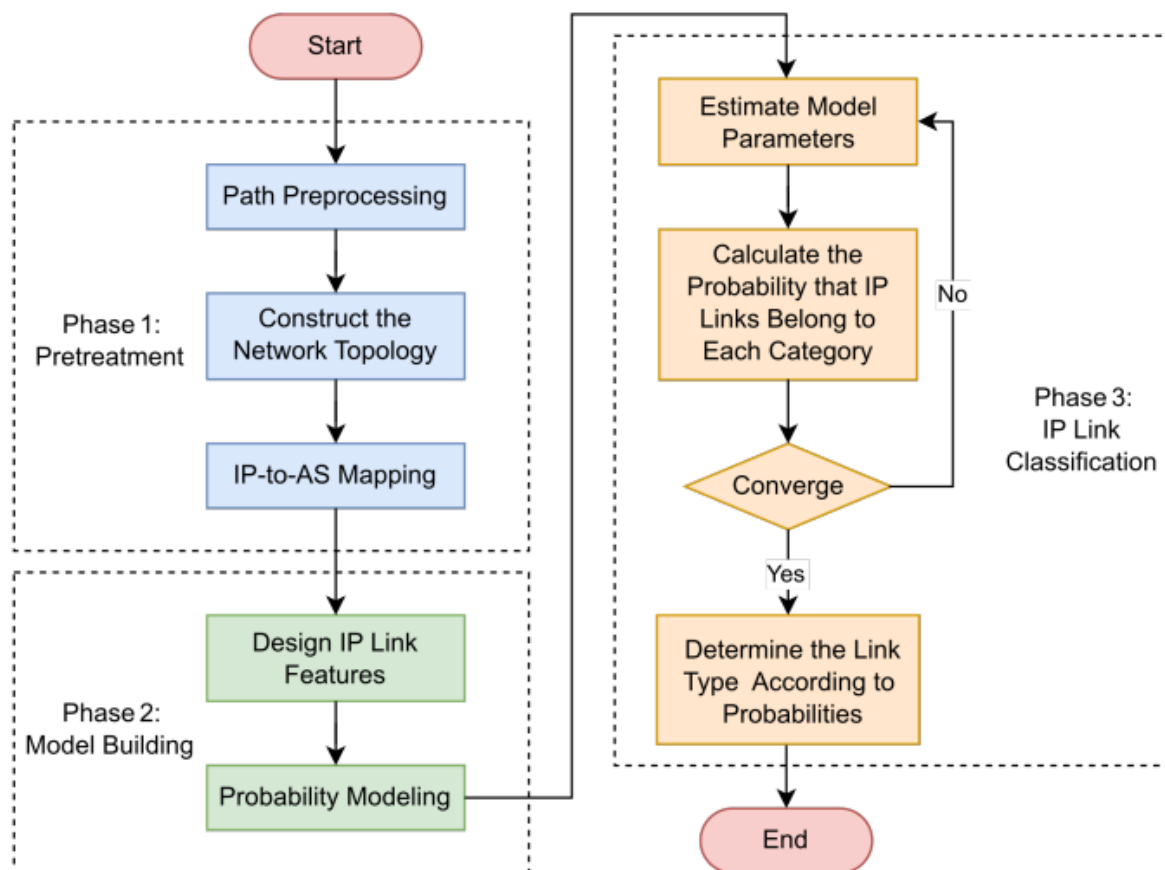 Start
Phase 1:
Pretreatment
Path Preprocessing
Construct the
Network Topology
IP-to-AS Mapping
Phase 2:
Model Building
Design IP Link
Features
Probability Modeling
Estimate Model
Parameters
Calculate the
Probability that IP
Links Belong to
Each Category
No
Converge
Yes
Phase 3:
IP Link
Classification
Determine the Link
Type According to
Probabilities
End